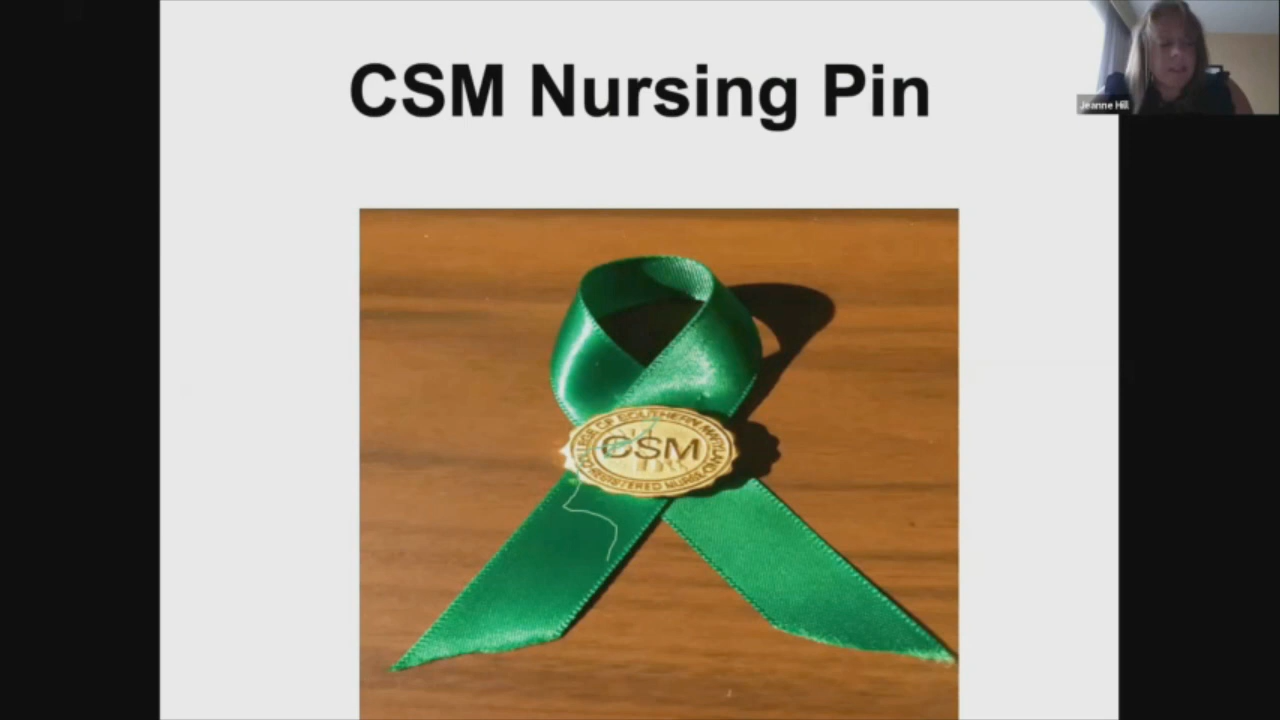 CSM Nursing Pin
Jeanne Hill
COLLEGE OF SOUTHERN MARYLAND
CSM
REGISTERED NURSE